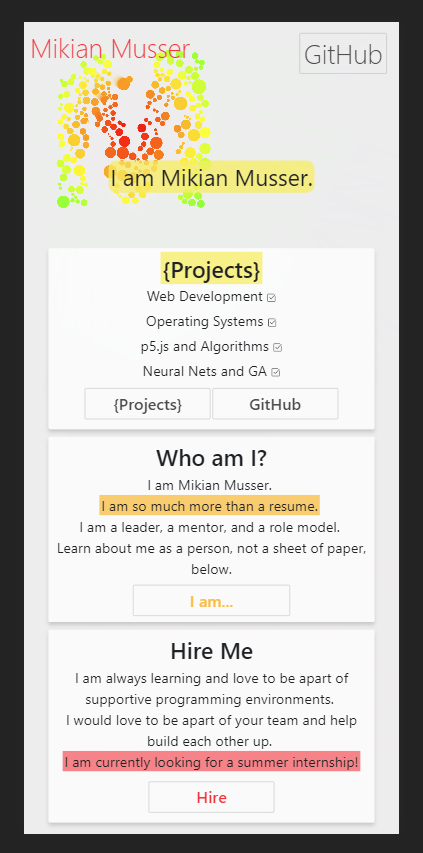 Mikian Musser
GitHub
I am Mikian Musser.
{Projects}
Web Development
Operating Systems
p5.js and Algorithms
Neural Nets and GA
{Projects}
GitHub
Who am I?
I am Mikian Musser.
I am so much more than a resume.
I am a leader, a mentor, and a role model.
Learn about me as a person, not a sheet of paper,
below.
I am...
Hire Me
I am always learning and love to be apart of
supportive programming environments.
I would love to be apart of your team and help
build each other up.
I am currently looking for a summer internship!
Hire